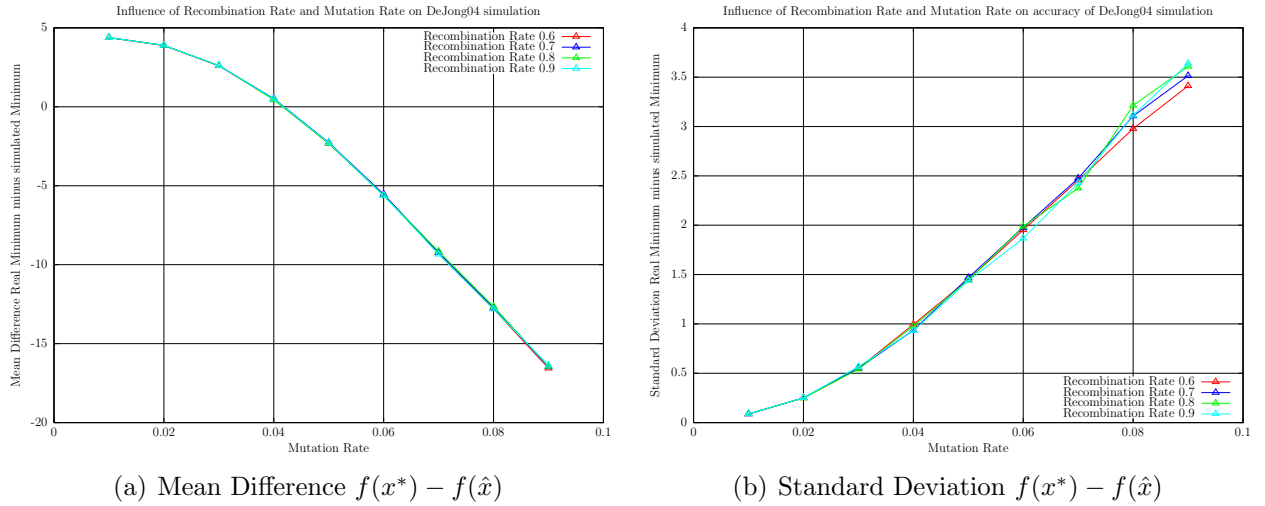 Influence of Recombination Rate and Mutation Rate on DeJong04 simulation
5
0
-5
-10
-15
-20
0
0.02
0.04
0.06
0.08
0.1
Mean Difference Real Minimum minus simulated Minimum
Mutation Rate
Recombination Rate 0.6
Recombination Rate 0.7
Recombination Rate 0.8
Recombination Rate 0.9
(a) Mean Difference f(x*) − f(x̂)
Influence of Recombination Rate and Mutation Rate on accuracy of DeJong04 simulation
4
3.5
3
2.5
2
1.5
1
0.5
0
0
0.02
0.04
0.06
0.08
0.1
Standard Deviation Real Minimum minus simulated Minimum
Mutation Rate
Recombination Rate 0.6
Recombination Rate 0.7
Recombination Rate 0.8
Recombination Rate 0.9
(b) Standard Deviation f(x*) − f(x̂)